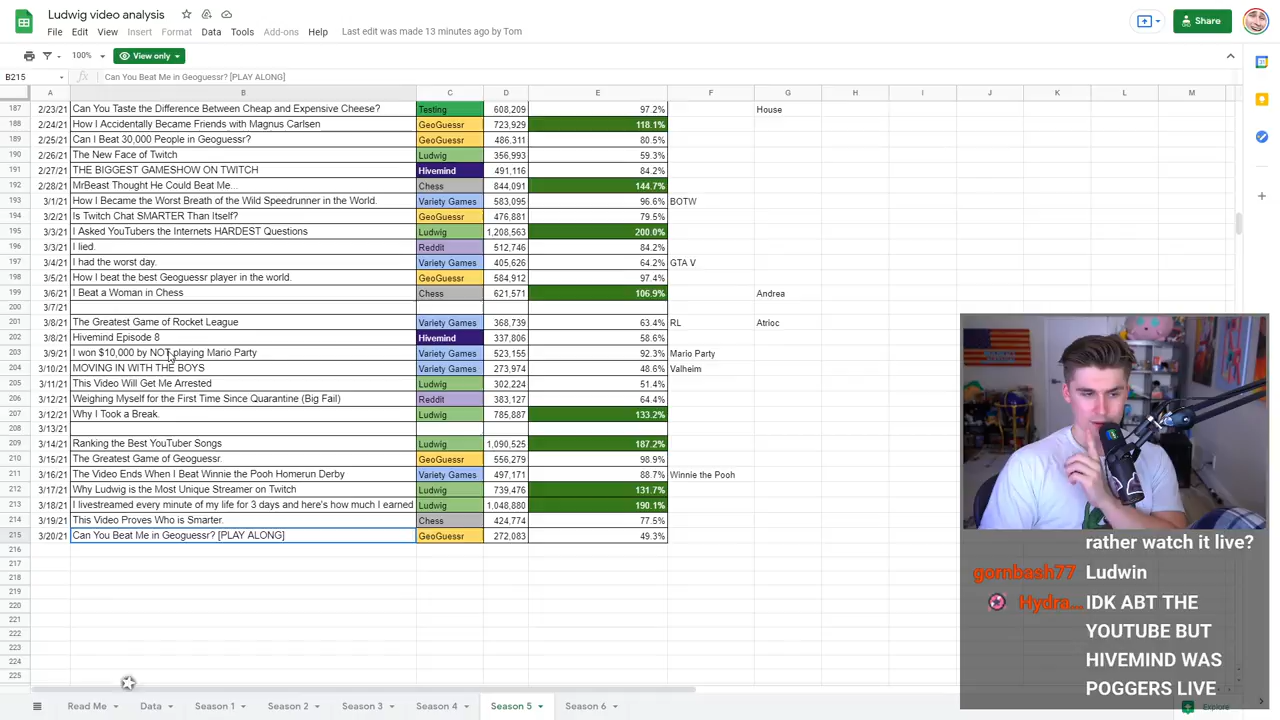 Ludwig video analysis
File Edit View Insert Format Data Tools Add-ons Help Last edit was made 13 minutes ago by Tom
Share
100% View only
B215 fx Can You Beat Me in Geoguessr? [PLAY ALONG]
A B C D E F G H I J K L M
187 2/23/21 Can You Taste the Difference Between Cheap and Expensive Cheese? Testing 608,209 97.2% House
188 2/24/21 How I Accidentally Became Friends with Magnus Carlsen GeoGuessr 723,929 118.1%
189 2/25/21 Can I Beat 30,000 People in Geoguessr? GeoGuessr 486,311 80.5%
190 2/26/21 The New Face of Twitch Ludwig 356,993 59.3%
191 2/27/21 THE BIGGEST GAMESHOW ON TWITCH Hivemind 491,116 84.2%
192 2/28/21 MrBeast Thought He Could Beat Me... Chess 844,091 144.7%
193 3/1/21 How I Became the Worst Breath of the Wild Speedrunner in the World. Variety Games 583,095 96.6% BOTW
194 3/2/21 Is Twitch Chat SMARTER Than Itself? GeoGuessr 476,881 79.5%
195 3/3/21 I Asked YouTubers the Internets HARDEST Questions Ludwig 1,208,563 200.0%
196 3/3/21 I lied. Reddit 512,746 84.2%
197 3/4/21 I had the worst day. Variety Games 405,626 64.2% GTA V
198 3/5/21 How I beat the best Geoguessr player in the world. GeoGuessr 584,912 97.4%
199 3/6/21 I Beat a Woman in Chess Chess 621,571 106.9% Andrea
200 3/7/21
201 3/8/21 The Greatest Game of Rocket League Variety Games 368,739 63.4% RL Atrioc
202 3/8/21 Hivemind Episode 8 Hivemind 337,806 58.6%
203 3/9/21 I won $10,000 by NOT playing Mario Party Variety Games 523,155 92.3% Mario Party
204 3/10/21 MOVING IN WITH THE BOYS Variety Games 273,974 48.6% Valheim
205 3/11/21 This Video Will Get Me Arrested Ludwig 302,224 51.4%
206 3/12/21 Weighing Myself for the First Time Since Quarantine (Big Fail) Reddit 383,127 64.4%
207 3/12/21 Why I Took a Break. Ludwig 785,887 133.2%
208 3/13/21
209 3/14/21 Ranking the Best YouTuber Songs Ludwig 1,090,525 187.2%
210 3/15/21 The Greatest Game of Geoguessr. GeoGuessr 556,279 98.9%
211 3/16/21 The Video Ends When I Beat Winnie the Pooh Homerun Derby Variety Games 497,171 88.7% Winnie the Pooh
212 3/17/21 Why Ludwig is the Most Unique Streamer on Twitch Ludwig 739,476 131.7%
213 3/18/21 I livestreamed every minute of my life for 3 days and here's how much I earned Ludwig 1,048,880 190.1%
214 3/19/21 This Video Proves Who is Smarter. Chess 424,774 77.5%
215 3/20/21 Can You Beat Me in Geoguessr? [PLAY ALONG] GeoGuessr 272,083 49.3%
216
217
218
219
220
221
222
223
224
225
rather watch it live?
gornbash77 Ludwin
Hydra... IDK ABT THE
YOUTUBE BUT
HIVEMIND WAS
POGGERS LIVE
Read Me Data Season 1 Season 2 Season 3 Season 4 Season 5 Season 6 Explore